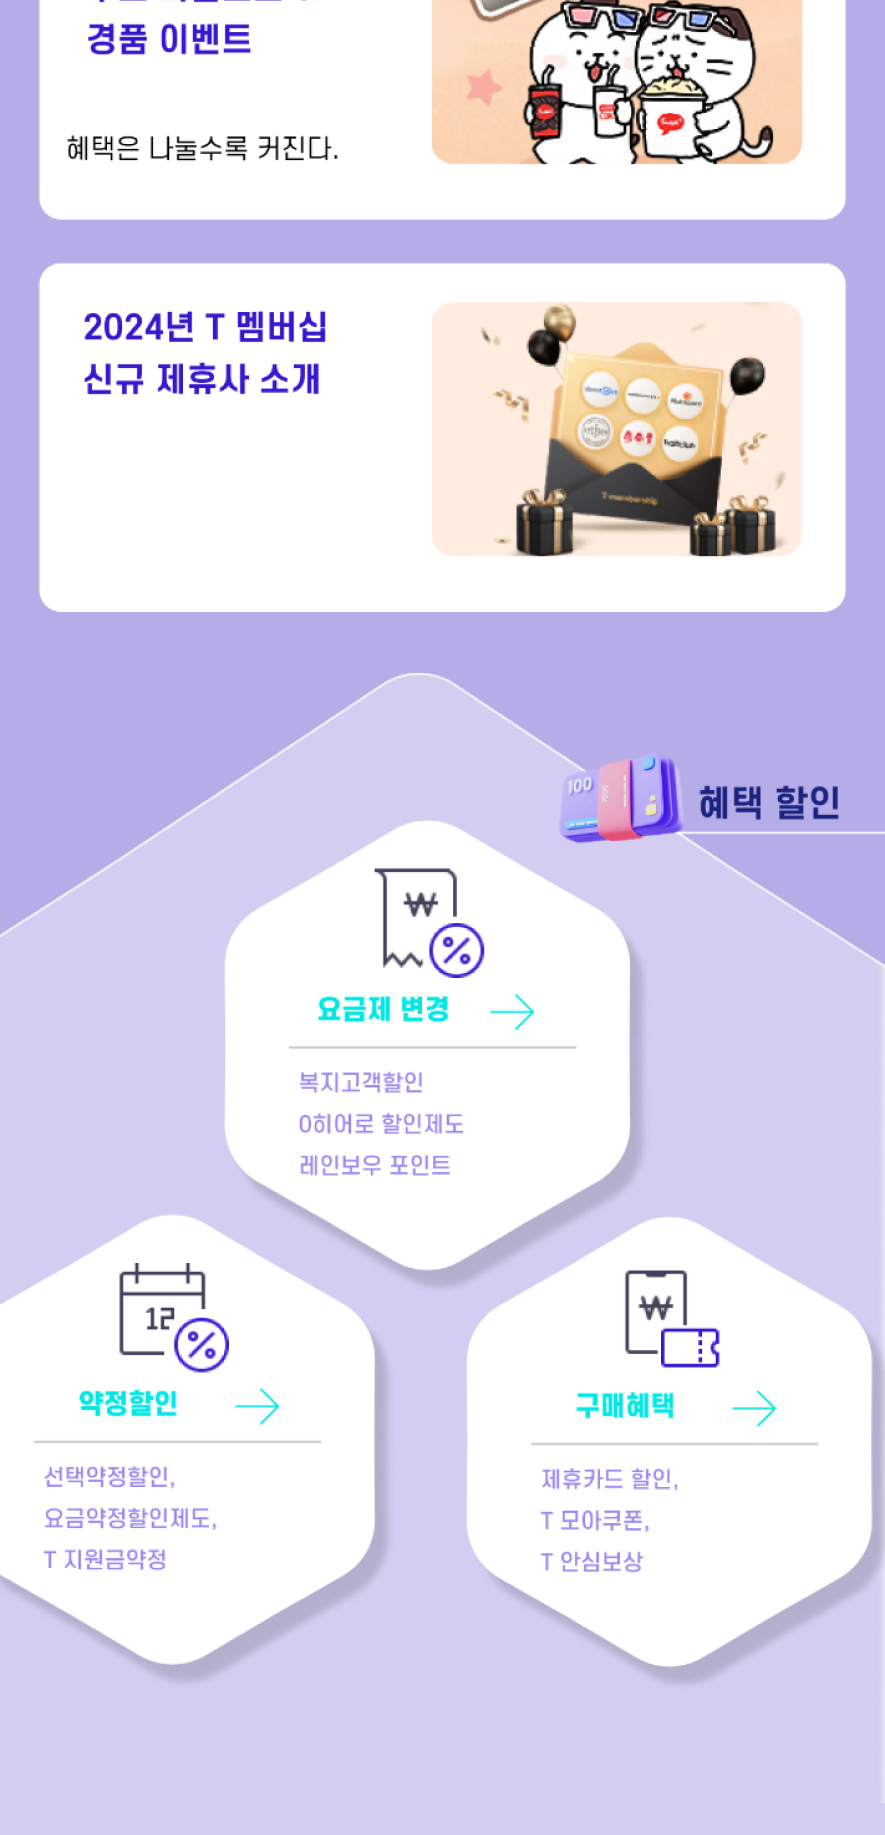 경품 이벤트
혜택은 나눌수록 커진다.
2024년 T 멤버십
신규 제휴사 소개
T membership
100
혜택 할인
요금제 변경
복지고객할인
0히어로 할인제도
레인보우 포인트
12
약정할인
선택약정할인,
요금약정할인제도,
T 지원금약정
구매혜택
제휴카드 할인,
T 모아쿠폰,
T 안심보상